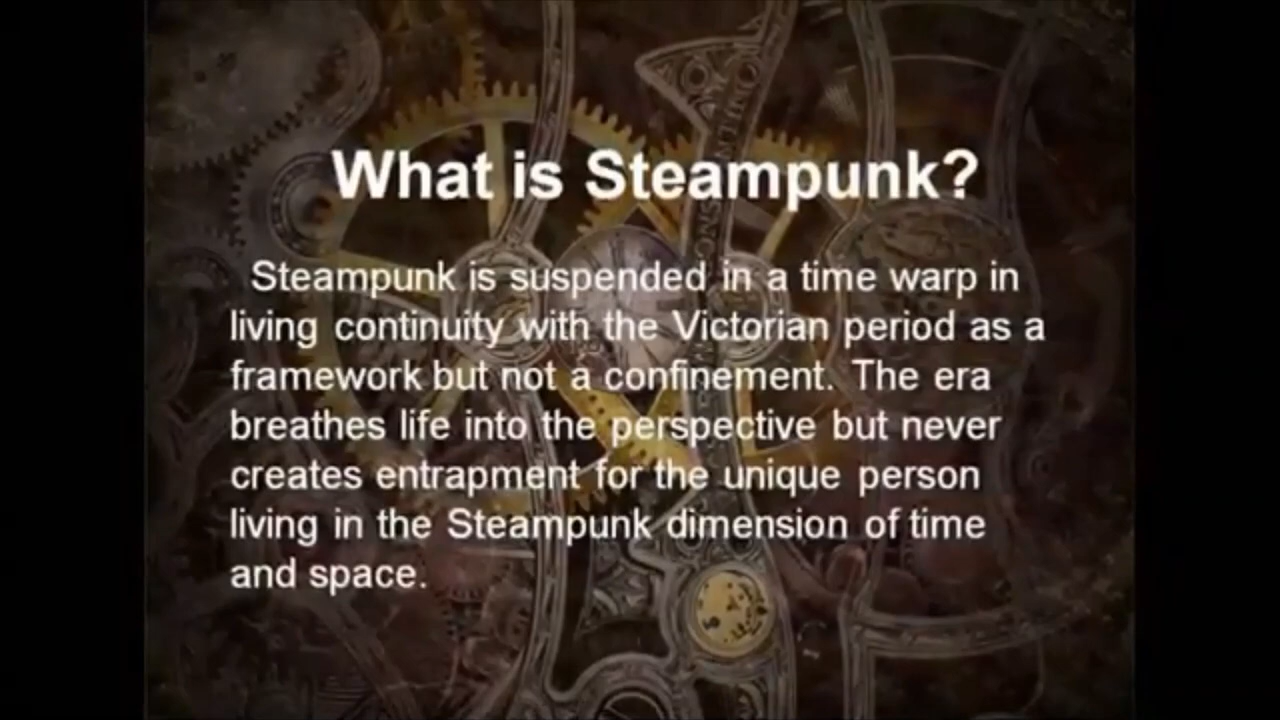 What is Steampunk?
Steampunk is suspended in a time warp in
living continuity with the Victorian period as a
framework but not a confinement. The era
breathes life into the perspective but never
creates entrapment for the unique person
living in the Steampunk dimension of time
and space.